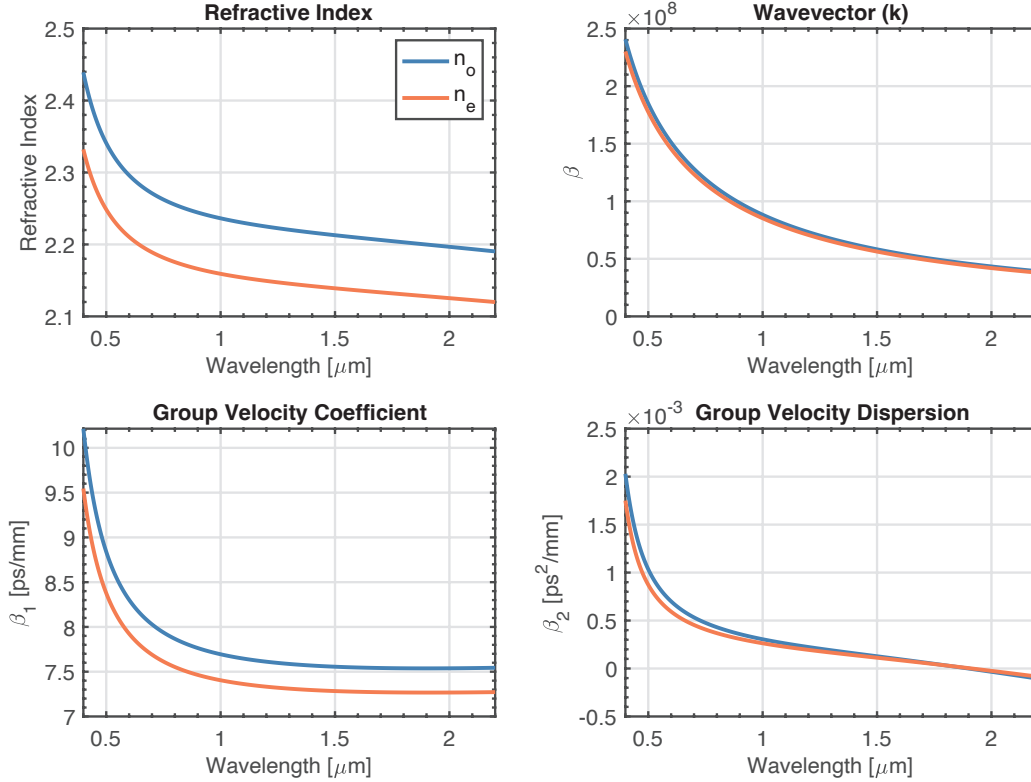 Refractive Index
2.5
2.4
2.3
2.2
2.1
Refractive Index
n_o
n_e
0.5 1 1.5 2
Wavelength [μm]
Wavevector (k)
×10^8
2.5
2
1.5
1
0.5
0
β
0.5 1 1.5 2
Wavelength [μm]
Group Velocity Coefficient
10
9.5
9
8.5
8
7.5
7
β_1 [ps/mm]
0.5 1 1.5 2
Wavelength [μm]
Group Velocity Dispersion
×10^-3
2.5
2
1.5
1
0.5
0
-0.5
β_2 [ps^2/mm]
0.5 1 1.5 2
Wavelength [μm]